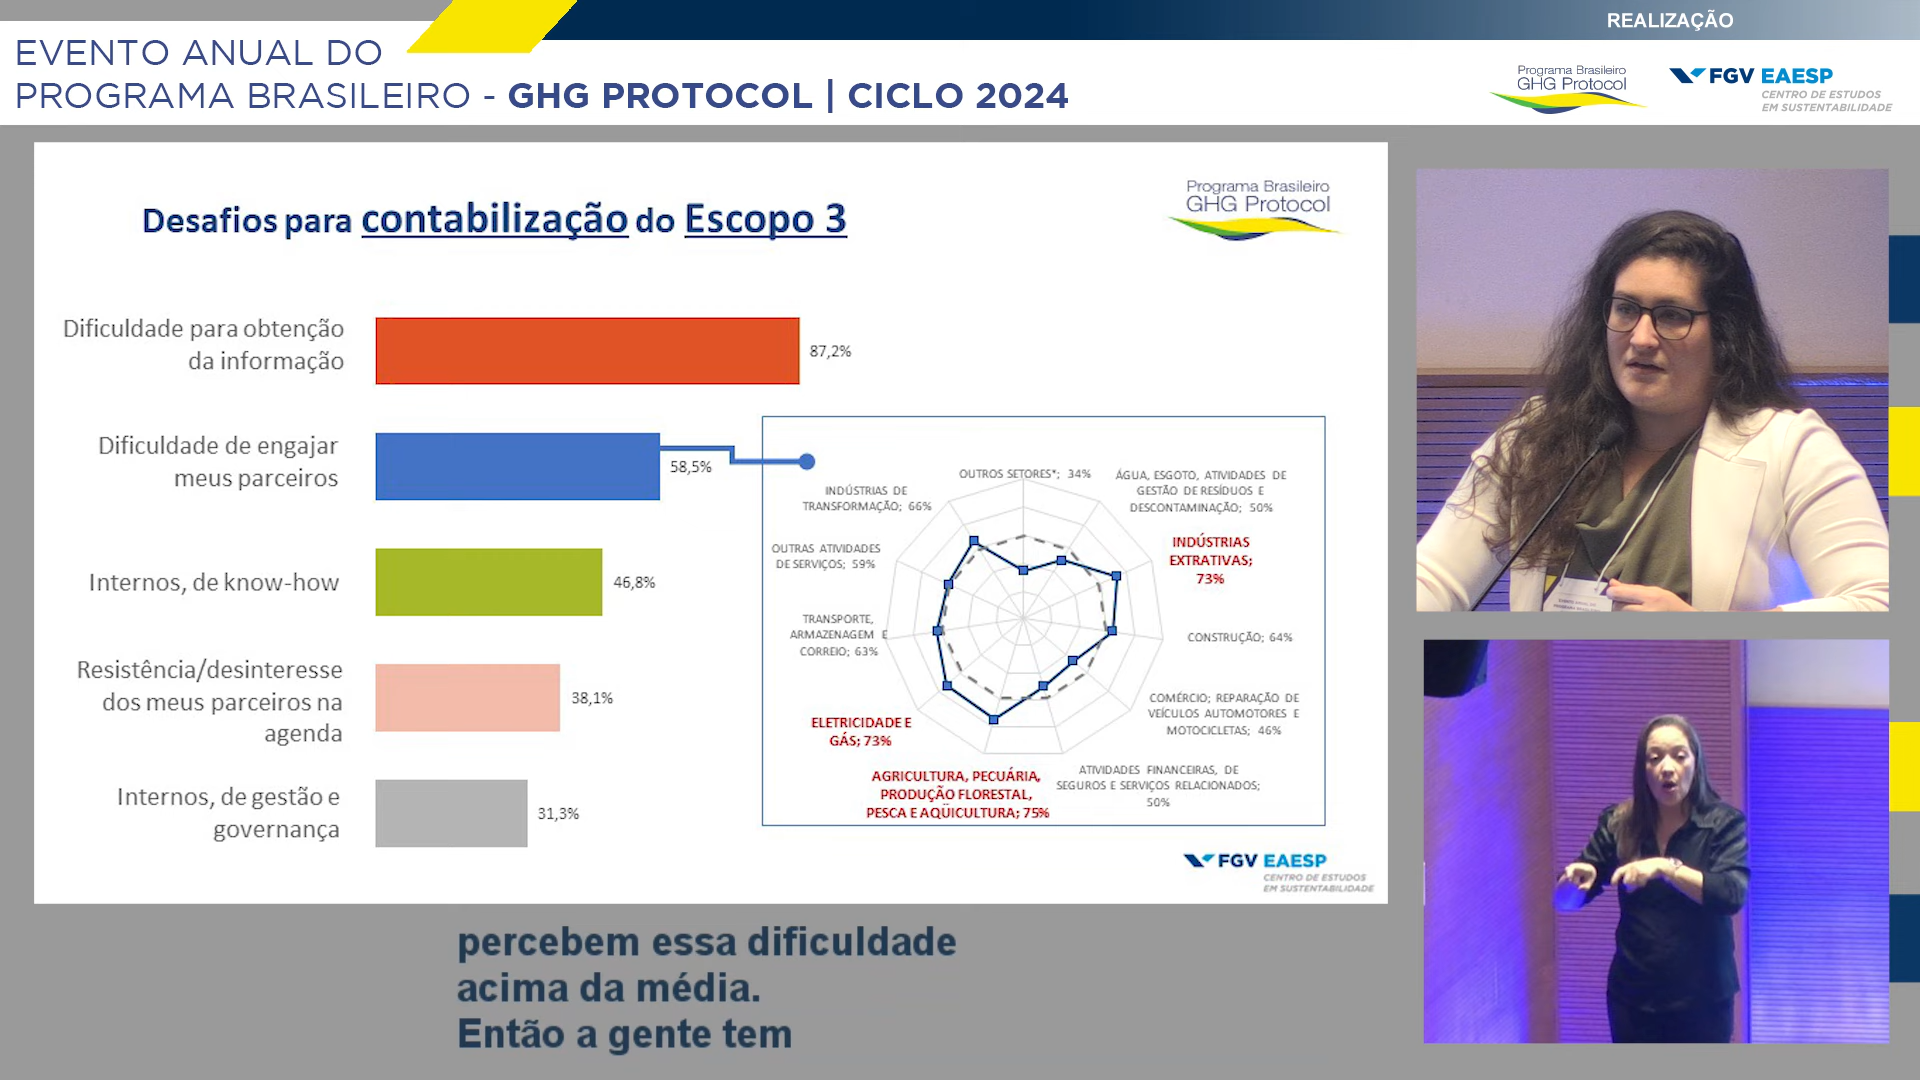 REALIZAÇÃO
EVENTO ANUAL DO
PROGRAMA BRASILEIRO - GHG PROTOCOL | CICLO 2024
Programa Brasileiro
GHG Protocol
FGV EAESP
CENTRO DE ESTUDOS
EM SUSTENTABILIDADE
Desafios para contabilização do Escopo 3
Programa Brasileiro
GHG Protocol
Dificuldade para obtenção
da informação
87,2%
Dificuldade de engajar
meus parceiros
58,5%
Internos, de know-how
46,8%
Resistência/desinteresse
dos meus parceiros na
agenda
38,1%
Internos, de gestão e
governança
31,3%
OUTROS SETORES*; 34%
ÁGUA, ESGOTO, ATIVIDADES DE
GESTÃO DE RESÍDUOS E
DESCONTAMINAÇÃO; 50%
INDÚSTRIAS
EXTRATIVAS;
73%
CONSTRUÇÃO; 64%
COMÉRCIO; REPARAÇÃO DE
VEÍCULOS AUTOMOTORES E
MOTOCICLETAS; 46%
ATIVIDADES FINANCEIRAS, DE
SEGUROS E SERVIÇOS RELACIONADOS;
50%
AGRICULTURA, PECUÁRIA,
PRODUÇÃO FLORESTAL,
PESCA E AQÜICULTURA; 75%
ELETRICIDADE E
GÁS; 73%
TRANSPORTE,
ARMAZENAGEM E
CORREIO; 63%
OUTRAS ATIVIDADES
DE SERVIÇOS; 59%
INDÚSTRIAS DE
TRANSFORMAÇÃO; 66%
FGV EAESP
CENTRO DE ESTUDOS
EM SUSTENTABILIDADE
percebem essa dificuldade
acima da média.
Então a gente tem